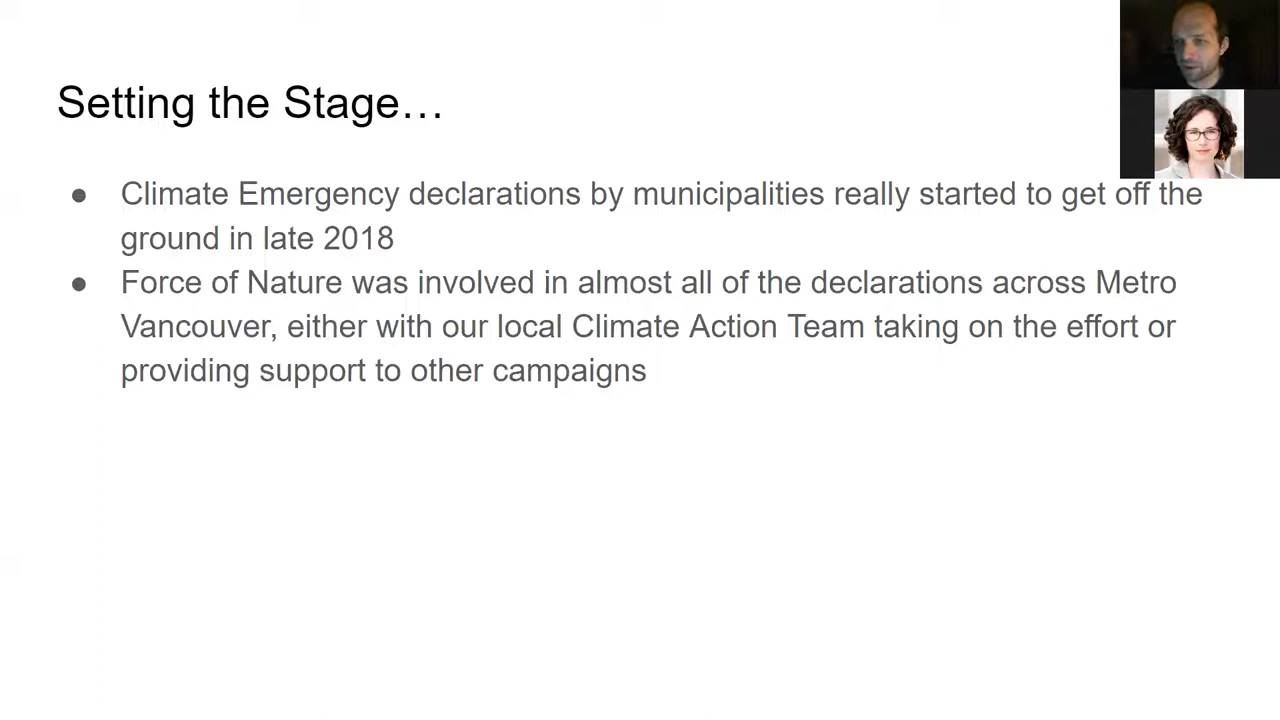 Setting the Stage…
● Climate Emergency declarations by municipalities really started to get off the
ground in late 2018
● Force of Nature was involved in almost all of the declarations across Metro
Vancouver, either with our local Climate Action Team taking on the effort or
providing support to other campaigns